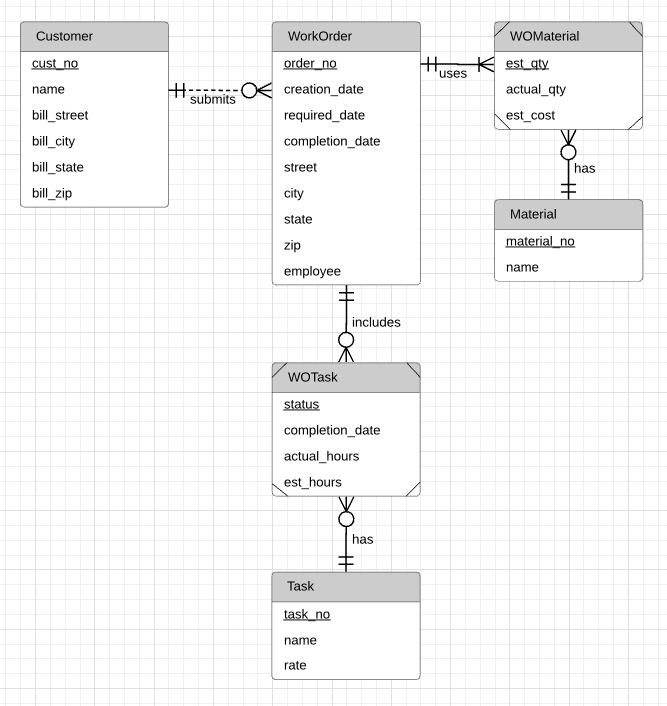 Customer
cust_no
name
bill_street
bill_city
bill_state
bill_zip
submits
WorkOrder
order_no
creation_date
required_date
completion_date
street
city
state
zip
employee
uses
WOMaterial
est_qty
actual_qty
est_cost
has
Material
material_no
name
includes
WOTask
status
completion_date
actual_hours
est_hours
has
Task
task_no
name
rate